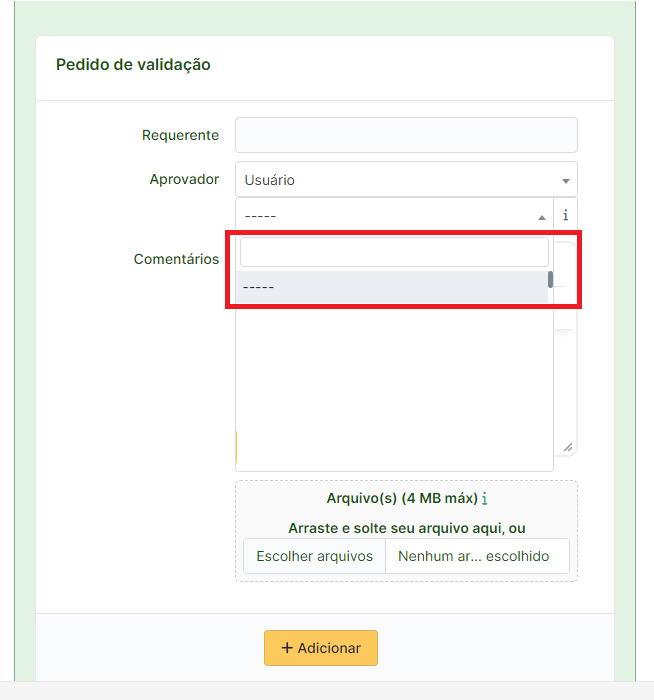 Pedido de validação
Requerente
Aprovador
Usuário
-----
i
Comentários
-----
Arquivo(s) (4 MB máx) i
Arraste e solte seu arquivo aqui, ou
Escolher arquivos
Nenhum ar... escolhido
+ Adicionar